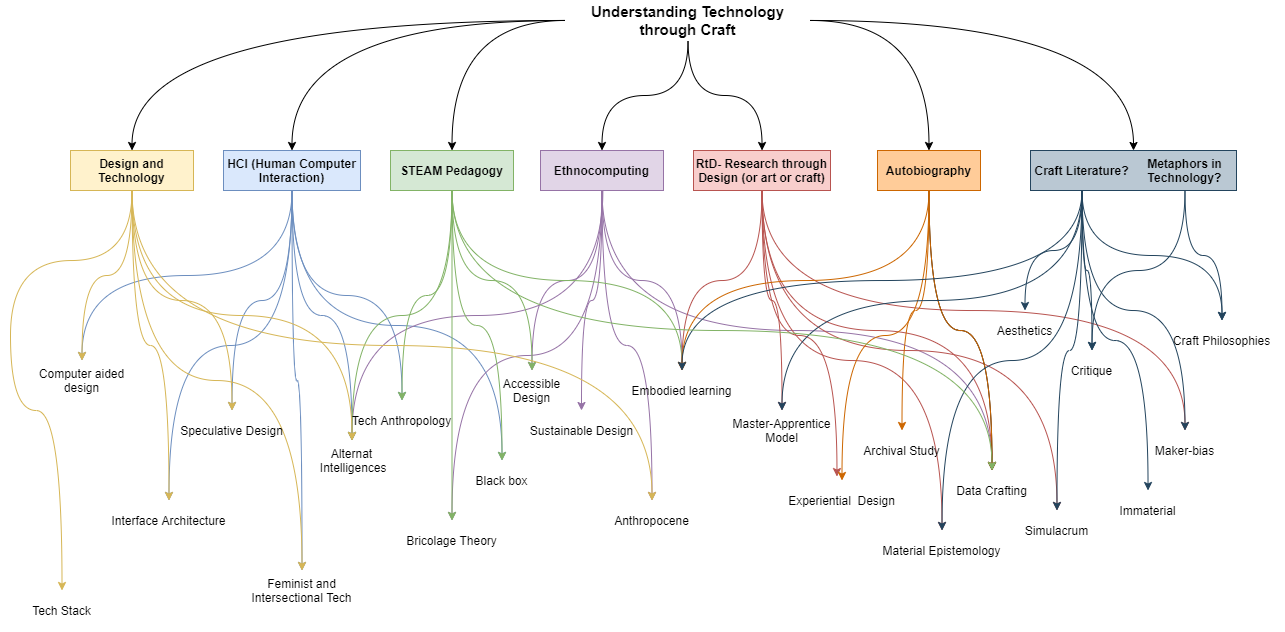 Understanding Technology
through Craft
Design and
Technology
HCI (Human Computer
Interaction)
STEAM Pedagogy
Ethnocomputing
RtD- Research through
Design (or art or craft)
Autobiography
Craft Literature?
Metaphors in
Technology?
Aesthetics
Craft Philosophies
Computer aided
design
Critique
Accessible
Design
Embodied learning
Speculative Design
Tech Anthropology
Sustainable Design
Master-Apprentice
Model
Archival Study
Maker-bias
Alternat
Intelligences
Black box
Experiential  Design
Data Crafting
Interface Architecture
Anthropocene
Immaterial
Bricolage Theory
Material Epistemology
Simulacrum
Feminist and
Intersectional Tech
Tech Stack